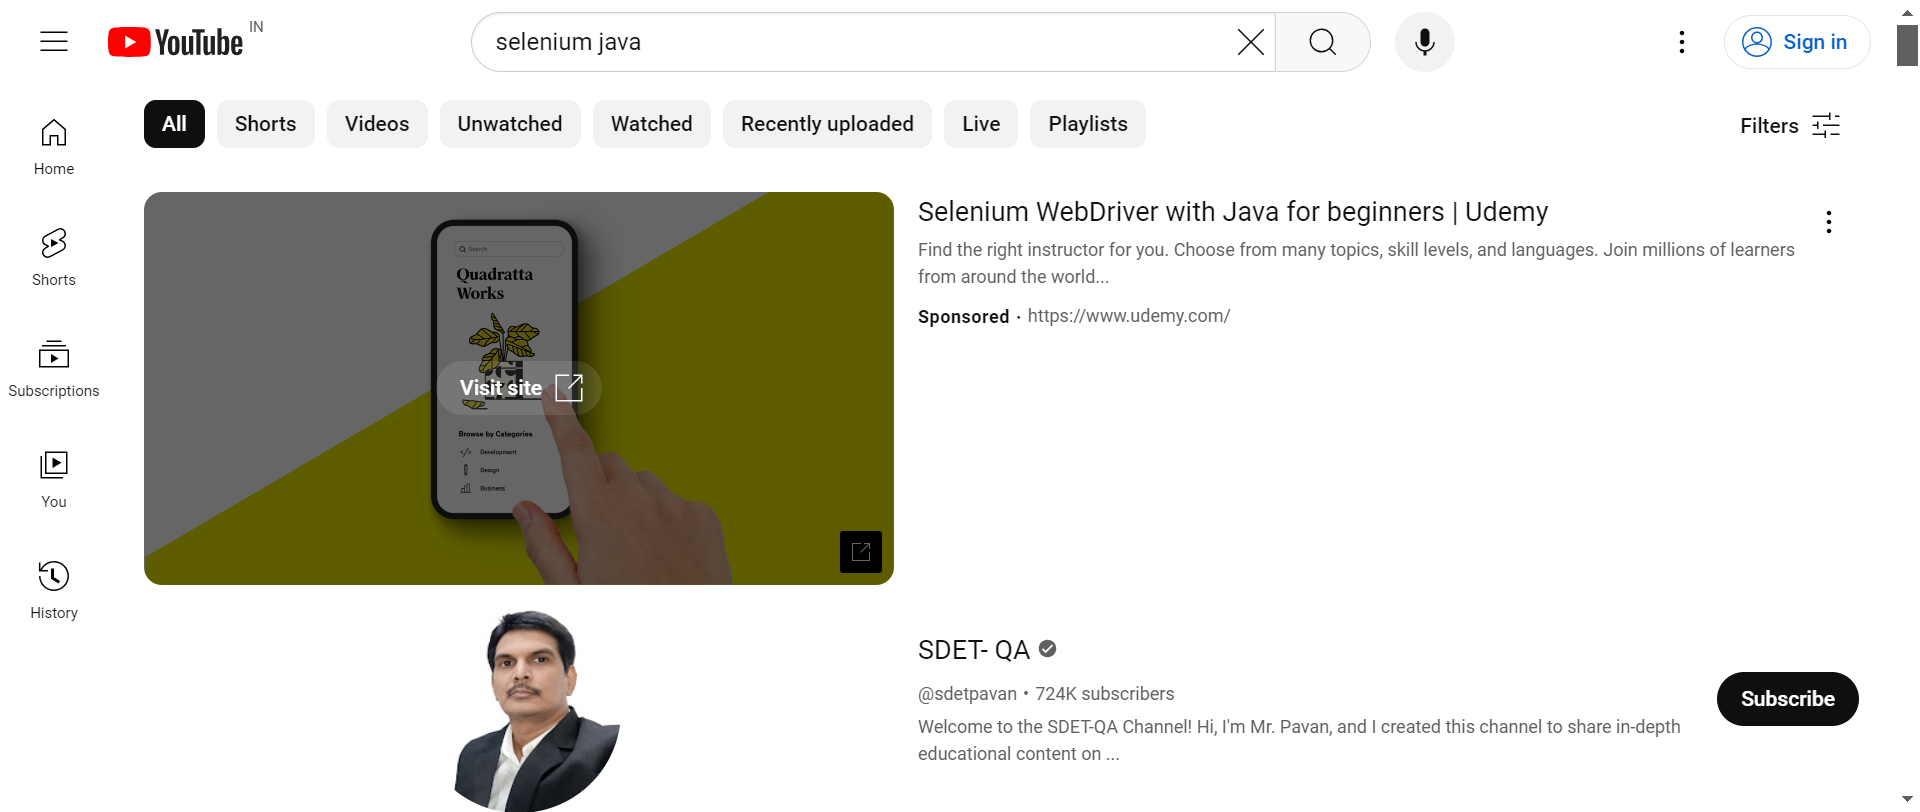 YouTube IN
selenium java
Sign in
All
Shorts
Videos
Unwatched
Watched
Recently uploaded
Live
Playlists
Filters
Home
Shorts
Subscriptions
You
History
Search
Quadratta
Works
Visit site
Browse by Categories
</> Development
Design
Business
Selenium WebDriver with Java for beginners | Udemy
Find the right instructor for you. Choose from many topics, skill levels, and languages. Join millions of learners
from around the world...
Sponsored · https://www.udemy.com/
SDET- QA
@sdetpavan • 724K subscribers
Welcome to the SDET-QA Channel! Hi, I'm Mr. Pavan, and I created this channel to share in-depth
educational content on ...
Subscribe